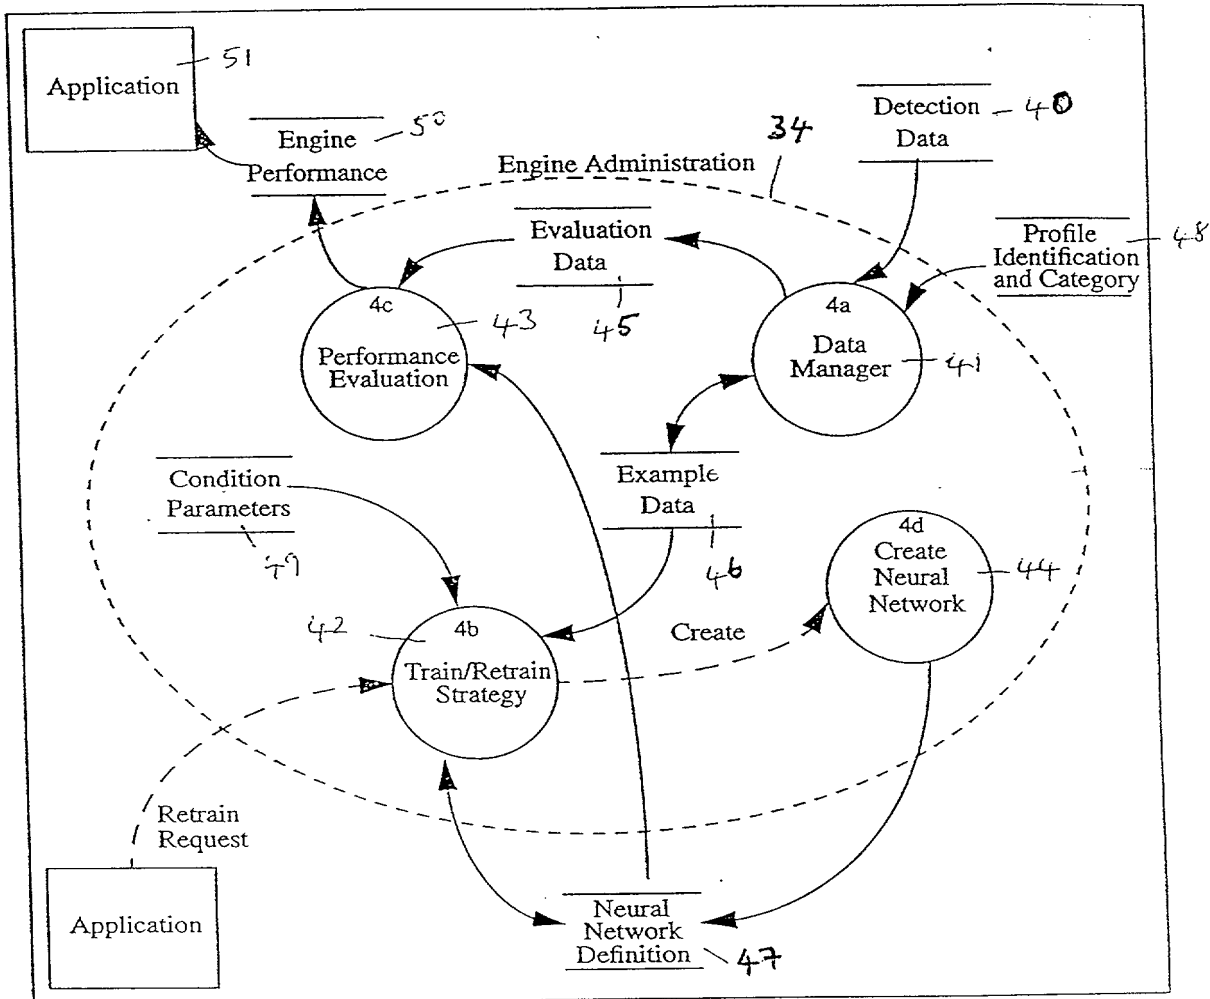 Application
51
Engine
Performance
50
Engine Administration
34
Detection
Data
40
Evaluation
Data
45
Profile
Identification
and Category
48
4c
Performance
Evaluation
43
4a
Data
Manager
41
Condition
Parameters
49
Example
Data
46
4d
Create
Neural
Network
44
42
4b
Train/Retrain
Strategy
Create
Retrain
Request
Application
Neural
Network
Definition
47